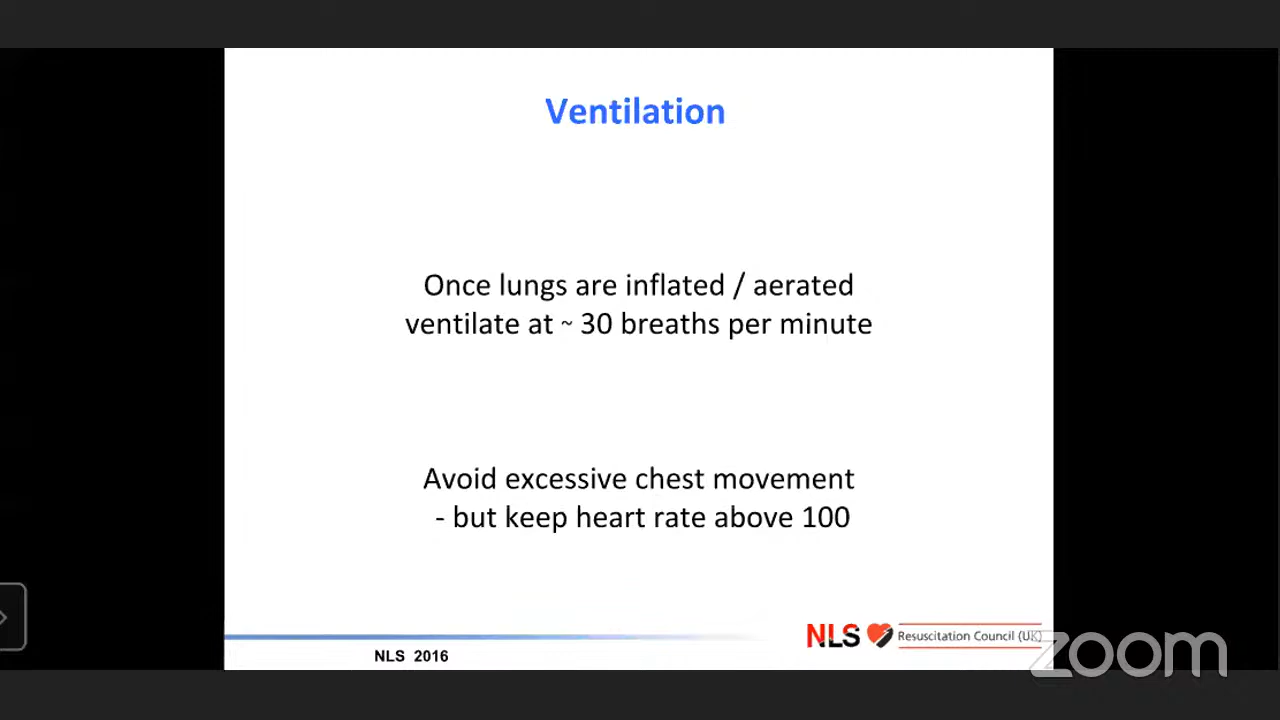 Ventilation
Once lungs are inflated / aerated
ventilate at ~ 30 breaths per minute
Avoid excessive chest movement
- but keep heart rate above 100
NLS 2016
NLS Resuscitation Council (UK)
zoom